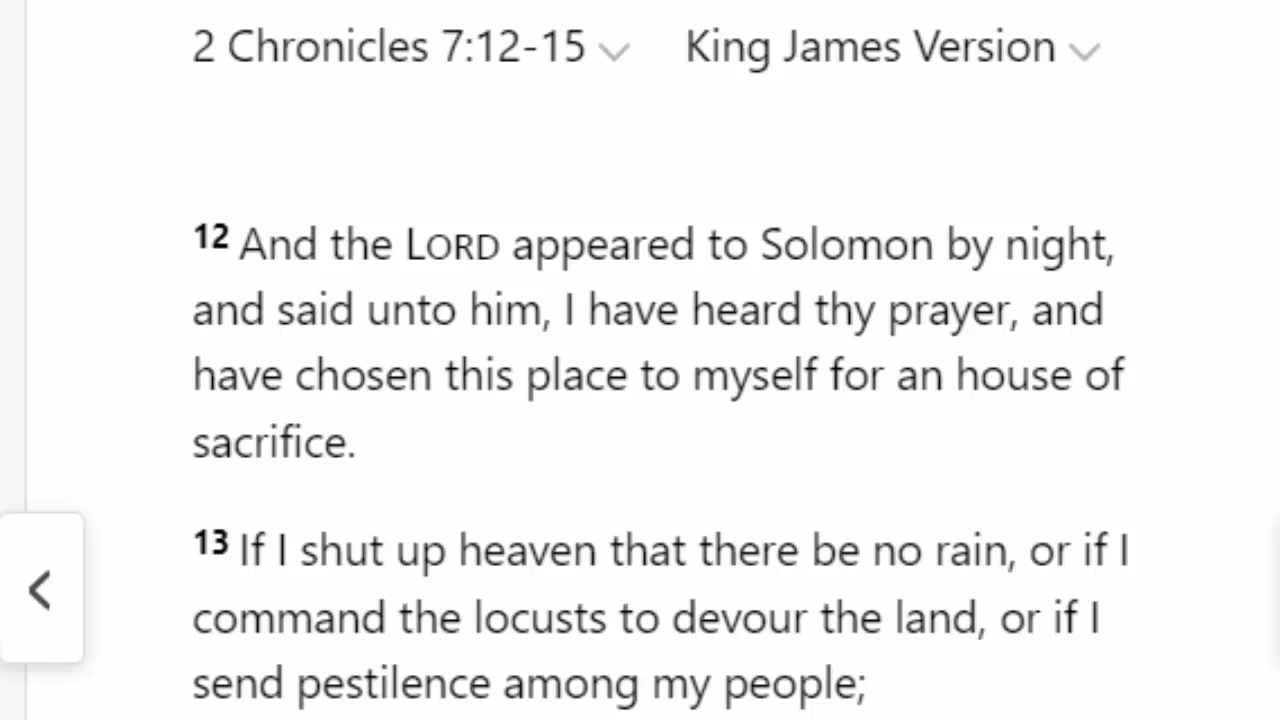 2 Chronicles 7:12-15 King James Version
12 And the LORD appeared to Solomon by night,
and said unto him, I have heard thy prayer, and
have chosen this place to myself for an house of
sacrifice.
13 If I shut up heaven that there be no rain, or if I
command the locusts to devour the land, or if I
send pestilence among my people;